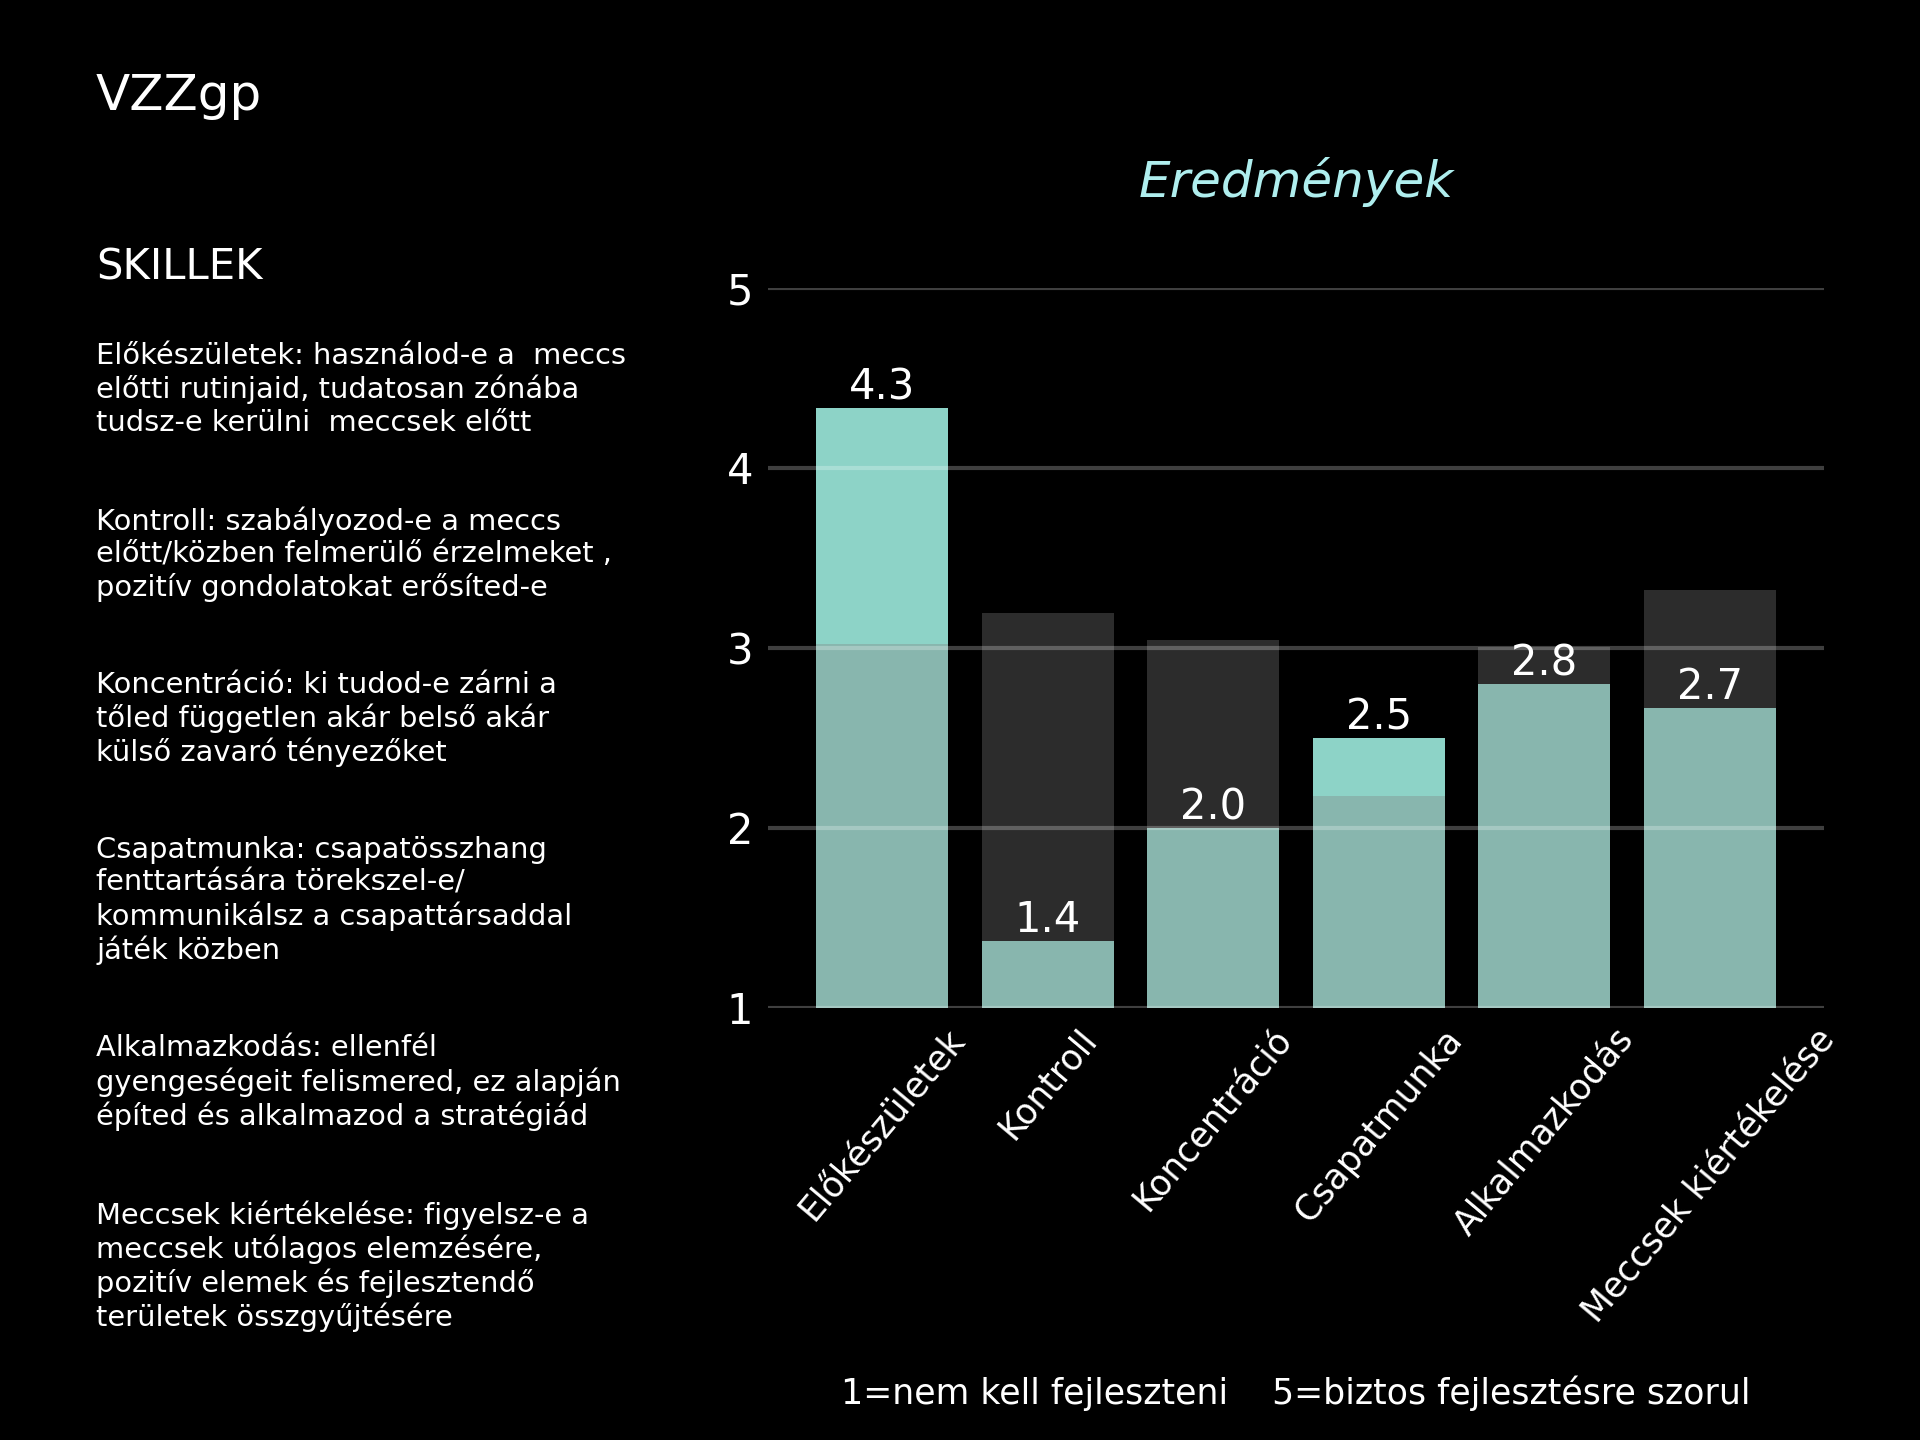 VZZgp
SKILLEK
Előkészületek: használod-e a  meccs
előtti rutinjaid, tudatosan zónába
tudsz-e kerülni  meccsek előtt
Kontroll: szabályozod-e a meccs
előtt/közben felmerülő érzelmeket ,
pozitív gondolatokat erősíted-e
Koncentráció: ki tudod-e zárni a
tőled független akár belső akár
külső zavaró tényezőket
Csapatmunka: csapatösszhang
fenttartására törekszel-e/
kommunikálsz a csapattársaddal
játék közben
Alkalmazkodás: ellenfél
gyengeségeit felismered, ez alapján
építed és alkalmazod a stratégiád
Meccsek kiértékelése: figyelsz-e a
meccsek utólagos elemzésére,
pozitív elemek és fejlesztendő
területek összgyűjtésére
Eredmények
5
4
3
2
1
4.3
1.4
2.0
2.5
2.8
2.7
Előkészületek
Kontroll
Koncentráció
Csapatmunka
Alkalmazkodás
Meccsek kiértékelése
1=nem kell fejleszteni    5=biztos fejlesztésre szorul